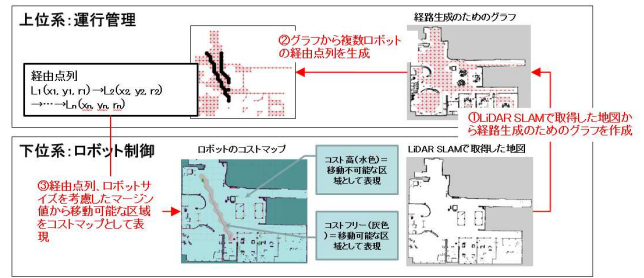 上位系：運行管理
経路生成のためのグラフ
②グラフから複数ロボット
の経由点列を生成
経由点列
L1(x1, y1, r1)→L2(x2, y2, r2)
→…→Ln(xn, yn, rn)
①LiDAR SLAMで取得した地図か
ら経路生成のためのグラフを作成
下位系：ロボット制御
ロボットのコストマップ
LiDAR SLAMで取得した地図
コスト高(水色)＝
移動不可能な区
域として表現
③経由点列、ロボットサ
イズを考慮したマージン
値から移動可能な区域
をコストマップとして表
現
コストフリー(灰色
)＝移動可能な区
域として表現